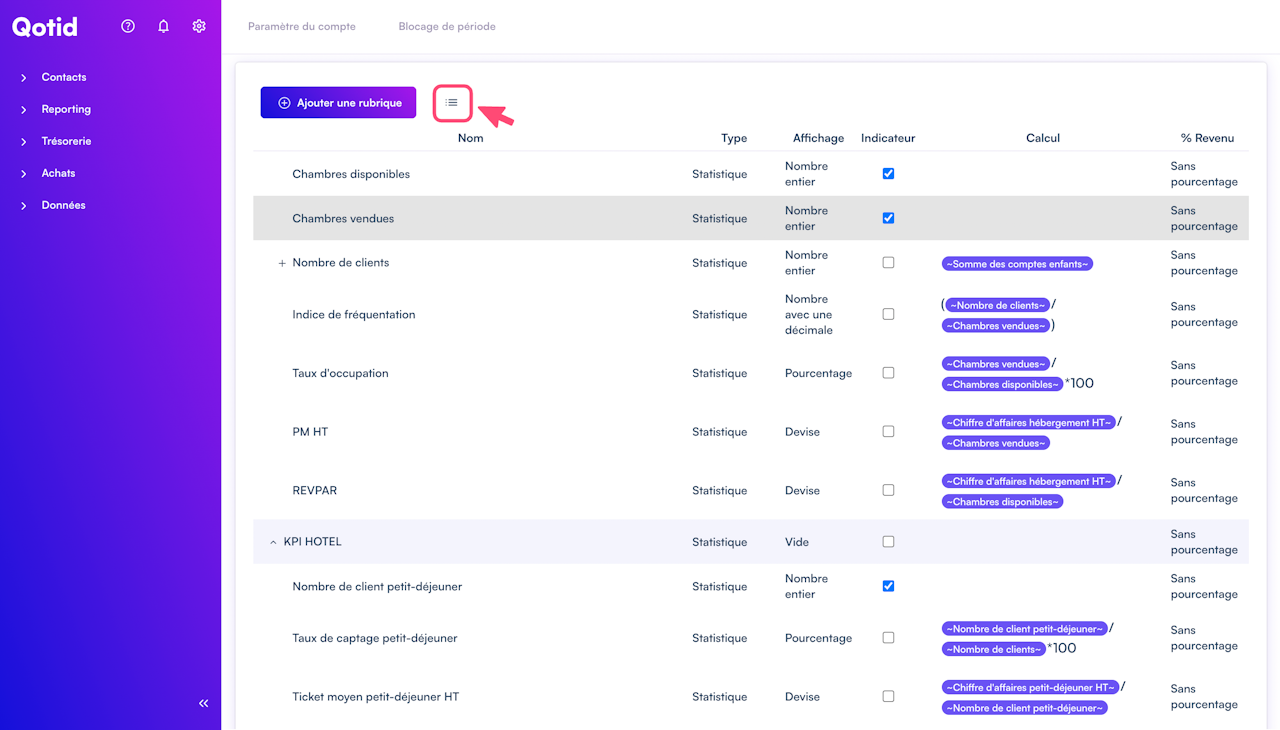 Qotid
Paramètre du compte Blocage de période
Contacts
Reporting
Trésorerie
Achats
Données
Ajouter une rubrique
Nom Type Affichage Indicateur Calcul % Revenu
Chambres disponibles Statistique Nombre entier Sans pourcentage
Chambres vendues Statistique Nombre entier Sans pourcentage
+ Nombre de clients Statistique Nombre entier ~Somme des comptes enfants~ Sans pourcentage
Indice de fréquentation Statistique Nombre avec une décimale (~Nombre de clients~/ ~Chambres vendues~) Sans pourcentage
Taux d'occupation Statistique Pourcentage ~Chambres vendues~/ ~Chambres disponibles~*100 Sans pourcentage
PM HT Statistique Devise ~Chiffre d'affaires hébergement HT~/ ~Chambres vendues~ Sans pourcentage
REVPAR Statistique Devise ~Chiffre d'affaires hébergement HT~/ ~Chambres disponibles~ Sans pourcentage
KPI HOTEL Statistique Vide Sans pourcentage
Nombre de client petit-déjeuner Statistique Nombre entier Sans pourcentage
Taux de captage petit-déjeuner Statistique Pourcentage ~Nombre de client petit-déjeuner~/ ~Nombre de clients~*100 Sans pourcentage
Ticket moyen petit-déjeuner HT Statistique Devise ~Chiffre d'affaires petit-déjeuner HT~/ ~Nombre de client petit-déjeuner~ Sans pourcentage